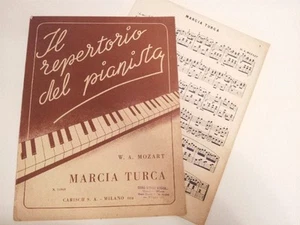 Il
repertorio
del pianista
W. A. MOZART
MARCIA TURCA
CARISCH S. A. - MILANO
MARCIA TURCA